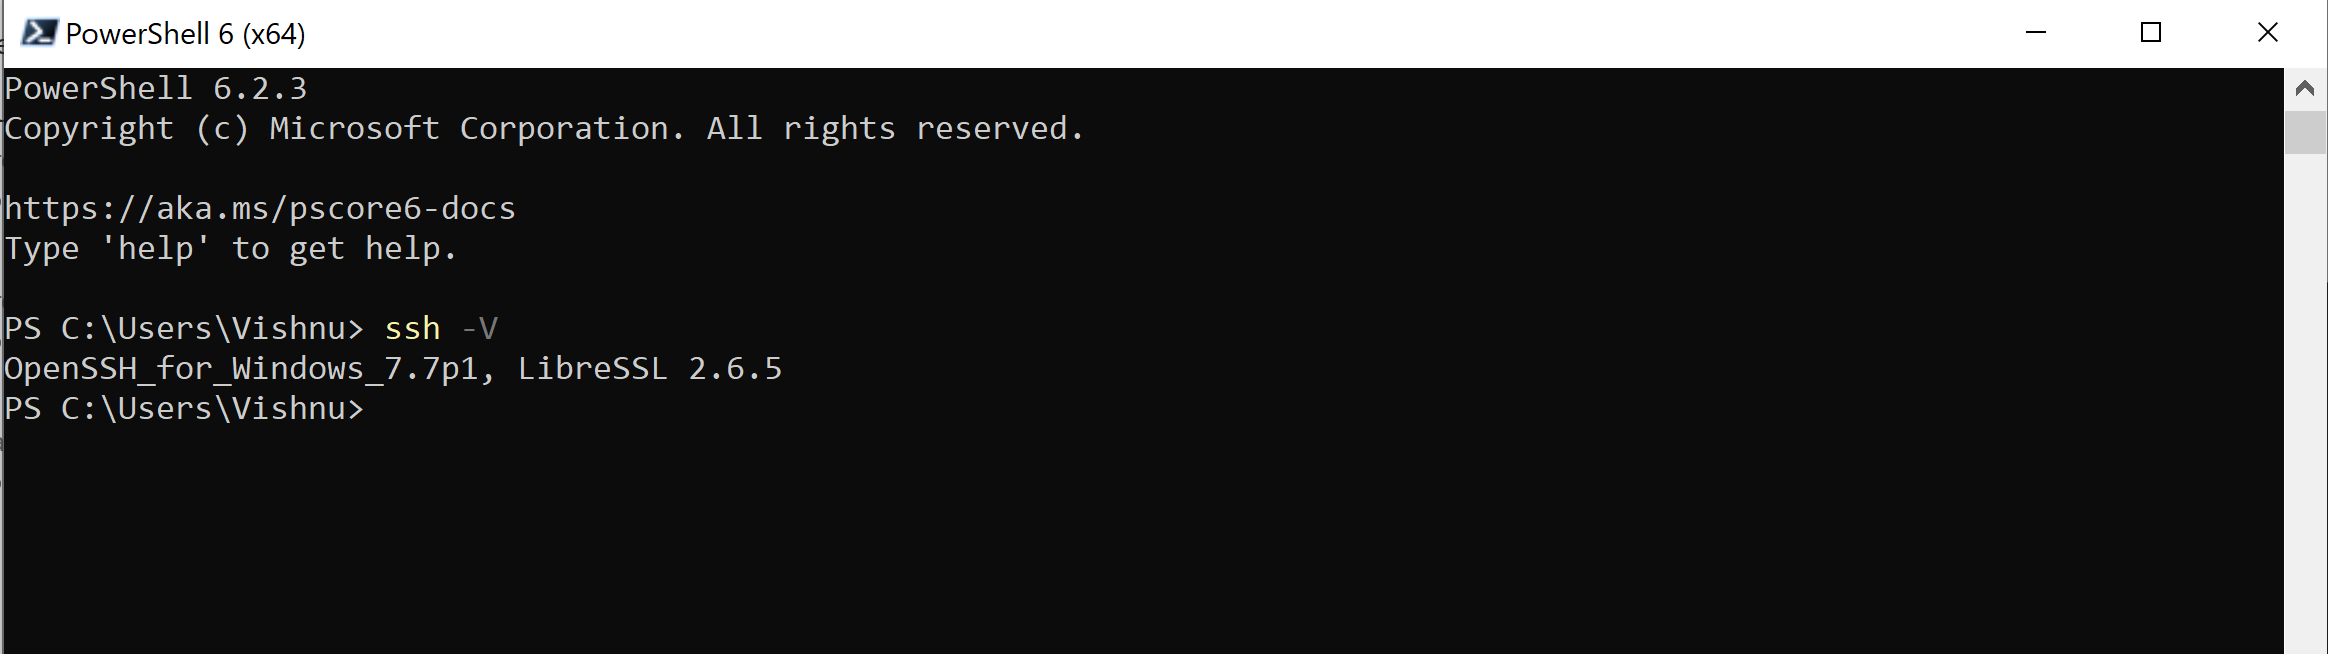 PowerShell 6 (x64)
PowerShell 6.2.3
Copyright (c) Microsoft Corporation. All rights reserved.
https://aka.ms/pscore6-docs
Type 'help' to get help.
PS C:\Users\Vishnu> ssh -V
OpenSSH_for_Windows_7.7p1, LibreSSL 2.6.5
PS C:\Users\Vishnu>